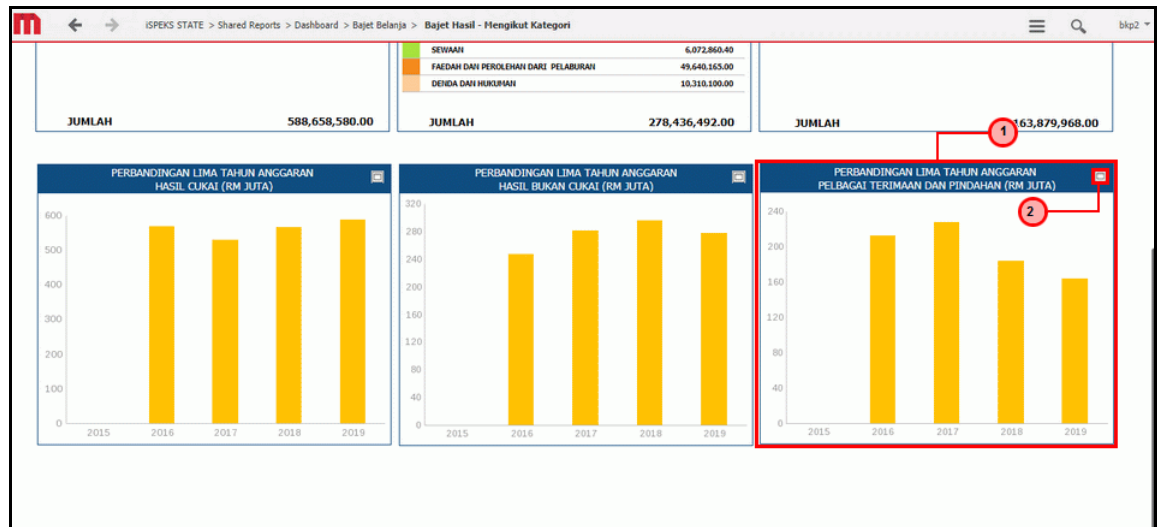 iSPEKS STATE > Shared Reports > Dashboard > Bajet Belanja > Bajet Hasil - Mengikut Kategori
bkp2
SEWAAN 6,072,860.40
FAEDAH DAN PEROLEHAN DARI PELABURAN 49,640,165.00
DENDA DAN HUKUMAN 10,310,100.00
JUMLAH 588,658,580.00
JUMLAH 278,436,492.00
JUMLAH 163,879,968.00
1
PERBANDINGAN LIMA TAHUN ANGGARAN
HASIL CUKAI (RM JUTA)
600
500
400
300
200
100
0
2015 2016 2017 2018 2019
PERBANDINGAN LIMA TAHUN ANGGARAN
HASIL BUKAN CUKAI (RM JUTA)
320
280
240
200
160
120
80
40
0
2015 2016 2017 2018 2019
PERBANDINGAN LIMA TAHUN ANGGARAN
PELBAGAI TERIMAAN DAN PINDAHAN (RM JUTA)
2
240
200
160
120
80
40
0
2015 2016 2017 2018 2019